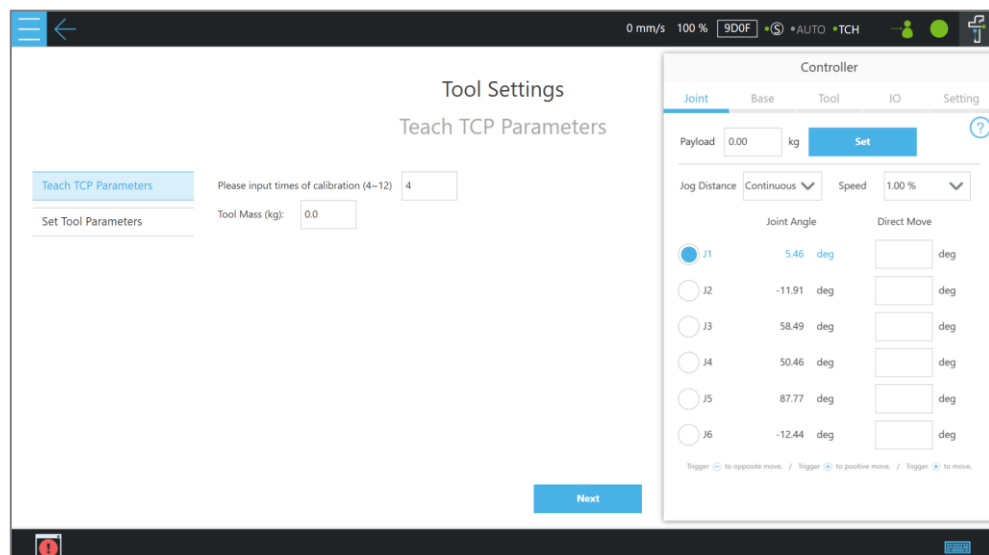 0 mm/s 100 % 9D0F S AUTO TCH
Tool Settings
Teach TCP Parameters
Teach TCP Parameters
Set Tool Parameters
Please input times of calibration (4~12) 4
Tool Mass (kg): 0.0
Next
Controller
Joint Base Tool IO Setting
?
Payload 0.00 kg Set
Jog Distance Continuous Speed 1.00 %
Joint Angle Direct Move
J1 5.46 deg deg
J2 -11.91 deg deg
J3 58.49 deg deg
J4 50.46 deg deg
J5 87.77 deg deg
J6 -12.44 deg deg
Trigger ⊖ to opposite move. / Trigger ⊕ to positive move. / Trigger ▶ to move.